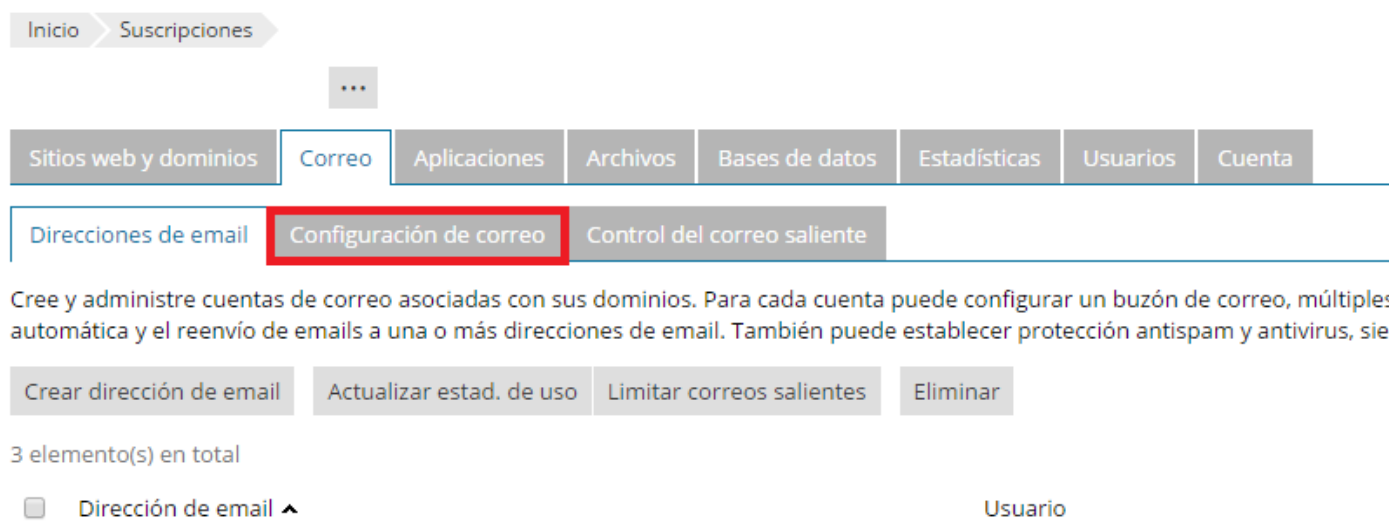 Inicio Suscripciones
...
Sitios web y dominios Correo Aplicaciones Archivos Bases de datos Estadísticas Usuarios Cuenta
Direcciones de email Configuración de correo Control del correo saliente
Cree y administre cuentas de correo asociadas con sus dominios. Para cada cuenta puede configurar un buzón de correo, múltiples
automática y el reenvío de emails a una o más direcciones de email. También puede establecer protección antispam y antivirus, sie
Crear dirección de email Actualizar estad. de uso Limitar correos salientes Eliminar
3 elemento(s) en total
Dirección de email Usuario